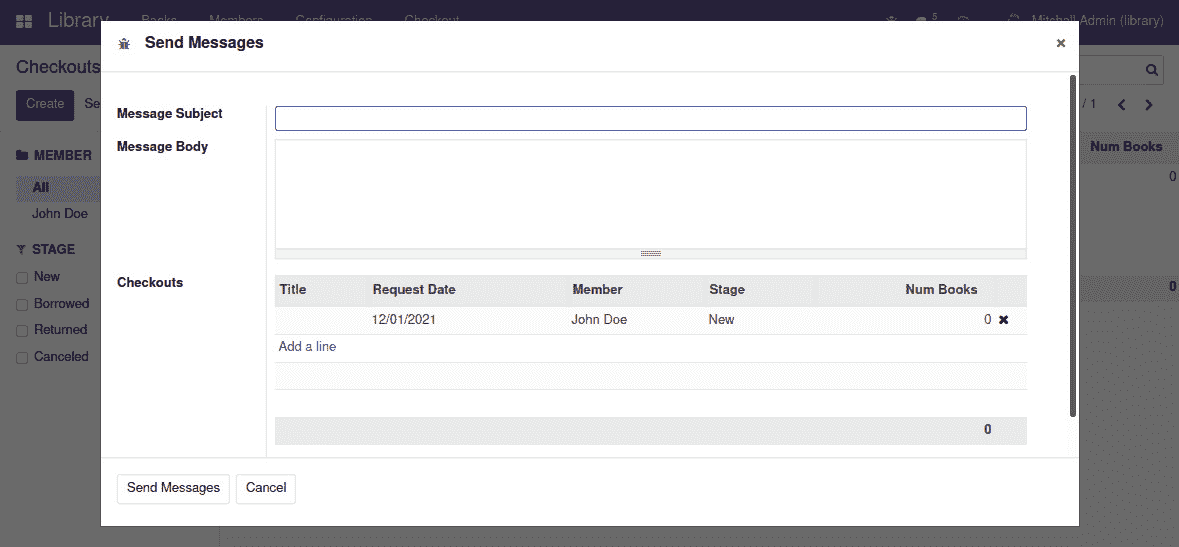 Library Books Members Configuration Checkout 5 Mitchell Admin (library)
Send Messages ×
Checkouts
Create Se / 1
Message Subject
Message Body
MEMBER Num Books
All 0
John Doe
STAGE
New
Borrowed
Returned
Canceled
Checkouts
Title Request Date Member Stage Num Books
0
12/01/2021 John Doe New 0 ✖
Add a line
0
Send Messages Cancel